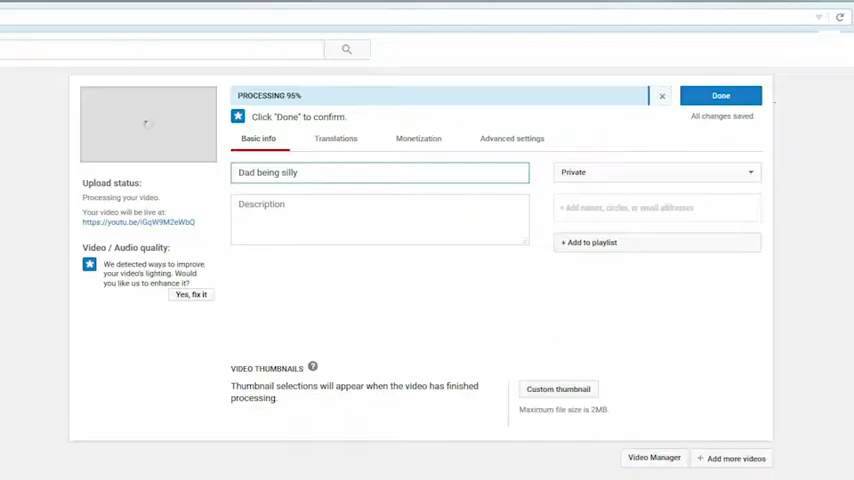 PROCESSING 95%
Done
Click "Done" to confirm.
All changes saved
Basic info
Translations
Monetization
Advanced settings
Dad being silly
Private
Description
+ Add names, circles, or email addresses
+ Add to playlist
Upload status:
Processing your video.
Your video will be live at:
https://youtu.be/iGqW9M2eWbQ
Video / Audio quality:
We detected ways to improve
your video's lighting. Would
you like us to enhance it?
Yes, fix it
VIDEO THUMBNAILS ?
Thumbnail selections will appear when the video has finished
processing.
Custom thumbnail
Maximum file size is 2MB.
Video Manager
+ Add more videos